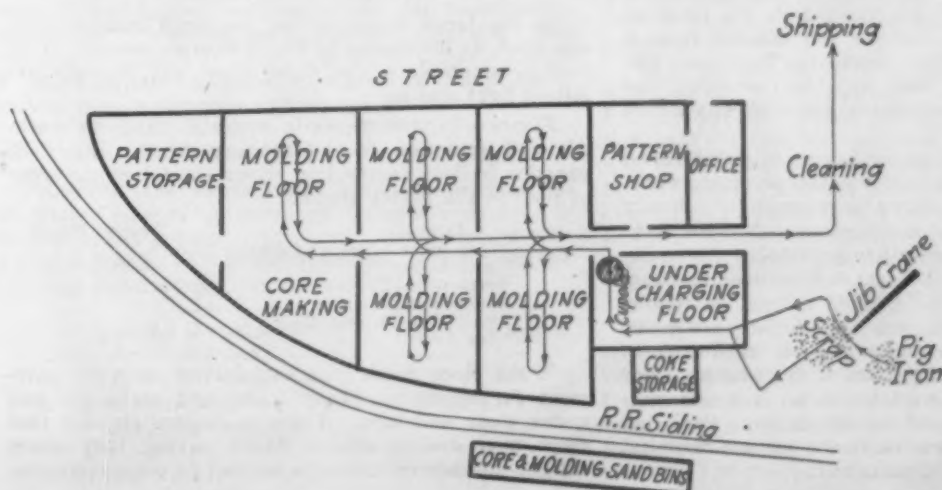 Shipping
STREET
PATTERN
STORAGE
MOLDING
FLOOR
MOLDING
FLOOR
MOLDING
FLOOR
PATTERN
SHOP
OFFICE
Cleaning
CORE
MAKING
MOLDING
FLOOR
MOLDING
FLOOR
Cupola
UNDER
CHARGING
FLOOR
Jib Crane
Scrap
Pig
Iron
COKE
STORAGE
R.R. Siding
CORE & MOLDING SAND BINS